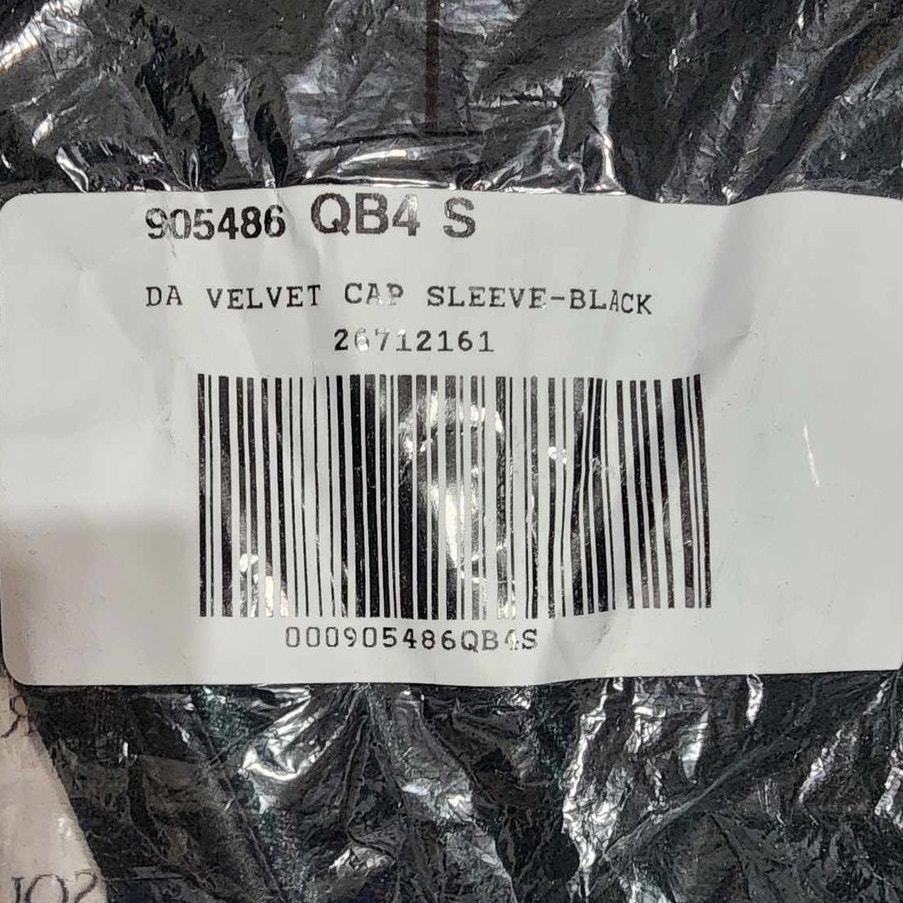 905486 QB4 S
DA VELVET CAP SLEEVE-BLACK
26712161
000905486QB4S